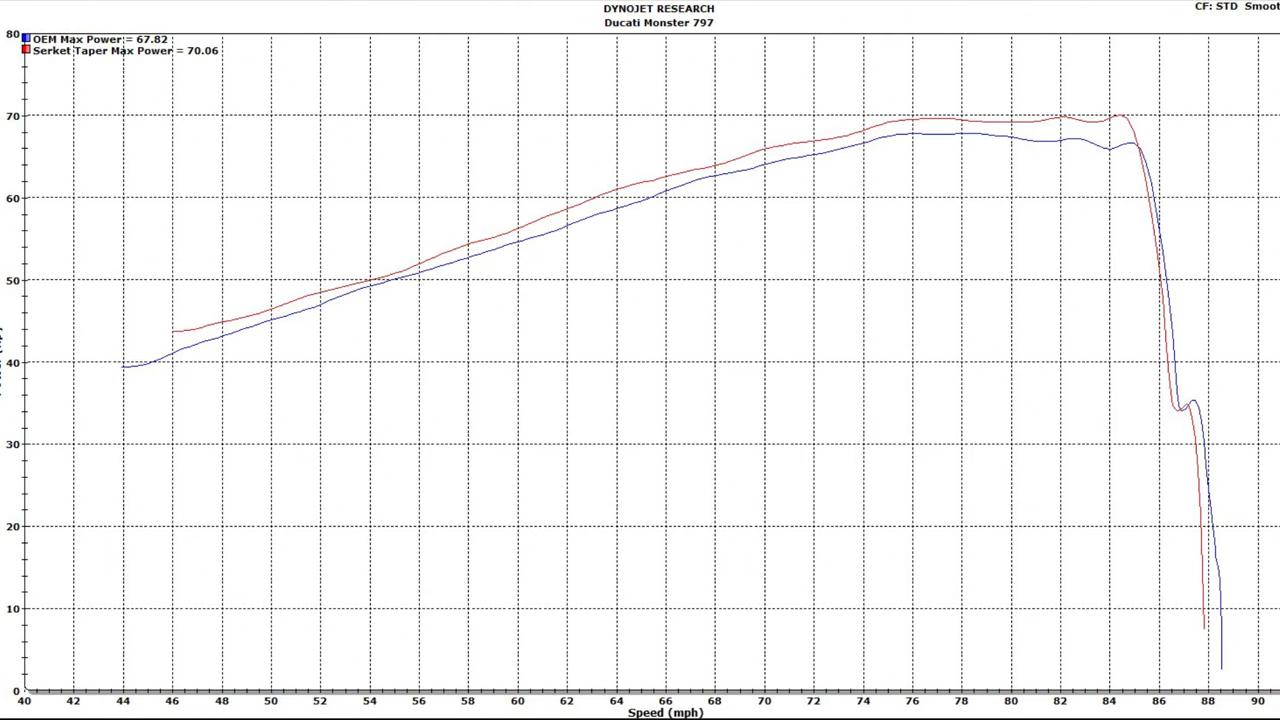 DYNOJET RESEARCH
CF: STD Smoot
Ducati Monster 797
OEM Max Power = 67.82
Serket Taper Max Power = 70.06
80
70
60
50
40
30
20
10
0
40 42 44 46 48 50 52 54 56 58 60 62 64 66 68 70 72 74 76 78 80 82 84 86 88 90
Speed (mph)